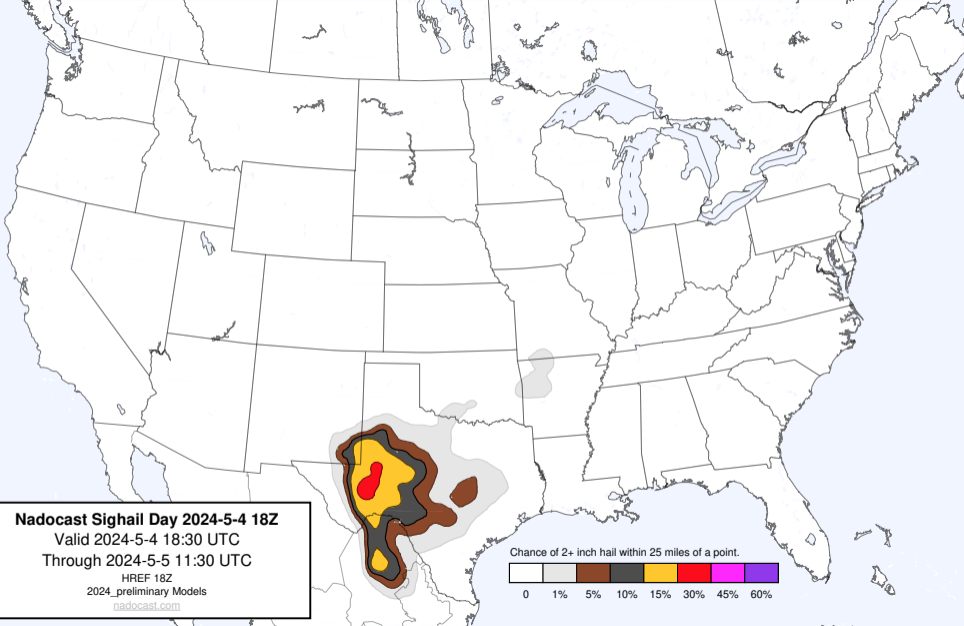 Nadocast Sighail Day 2024-5-4 18Z
Valid 2024-5-4 18:30 UTC
Through 2024-5-5 11:30 UTC
HREF 18Z
2024_preliminary Models
nadocast.com
Chance of 2+ inch hail within 25 miles of a point.
0 1% 5% 10% 15% 30% 45% 60%